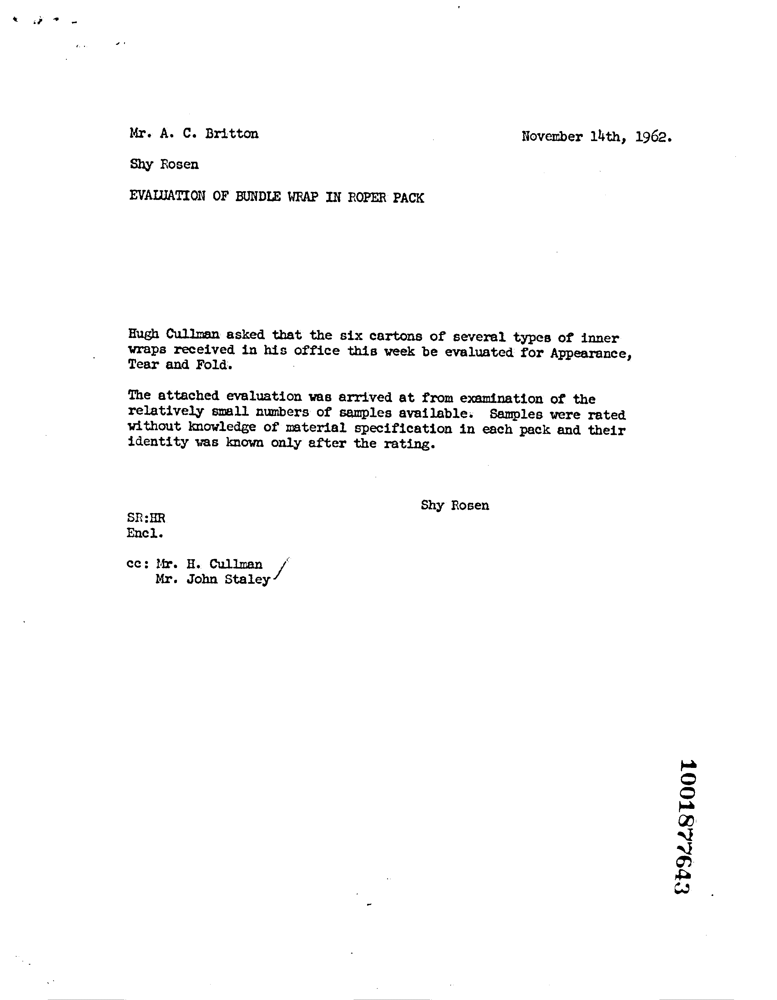 Mr. A. C. Britton
November 14th, 1962.
Shy Rosen
EVALUATION OF BUNDLE WRAP IN ROPER PACK
Hugh Cullman asked that the six cartons of several types of inner
wraps received in his office this week be evaluated for Appearance,
Tear and Fold.
The attached evaluation was arrived at from examination of the
relatively small numbers of samples available. Samples were rated
without knowledge of material specification in each pack and their
identity was known only after the rating.
Shy Rosen
SR:HR
Encl.
cc: Mr. H. Cullman
Mr. John Staley
1001877643